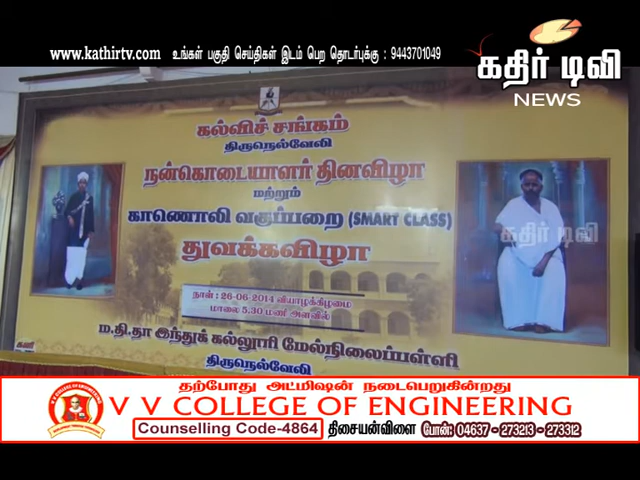 www.kathirtv.com உங்கள் பகுதி செய்திகள் இடம் பெற தொடர்புக்கு : 9443701049
கதிர் டிவி
NEWS
கல்விச் சங்கம்
திருநெல்வேலி
நன்கொடையாளர் தினவிழா
மற்றும்
காணொலி வகுப்பறை (SMART CLASS)
துவக்கவிழா
கதிர் டிவி
நாள் : 26-06-2014 வியாழக்கிழமை
மாலை 5.30 மணி அளவில்
ம.தி.தா இந்துக் கல்லூரி மேல்நிலைப்பள்ளி
திருநெல்வேலி
தற்போது அட்மிஷன் நடைபெறுகின்றது
V V COLLEGE OF ENGINEERING
Counselling Code-4864 திசையன்விளை போன்: 04637 - 273213 - 273312